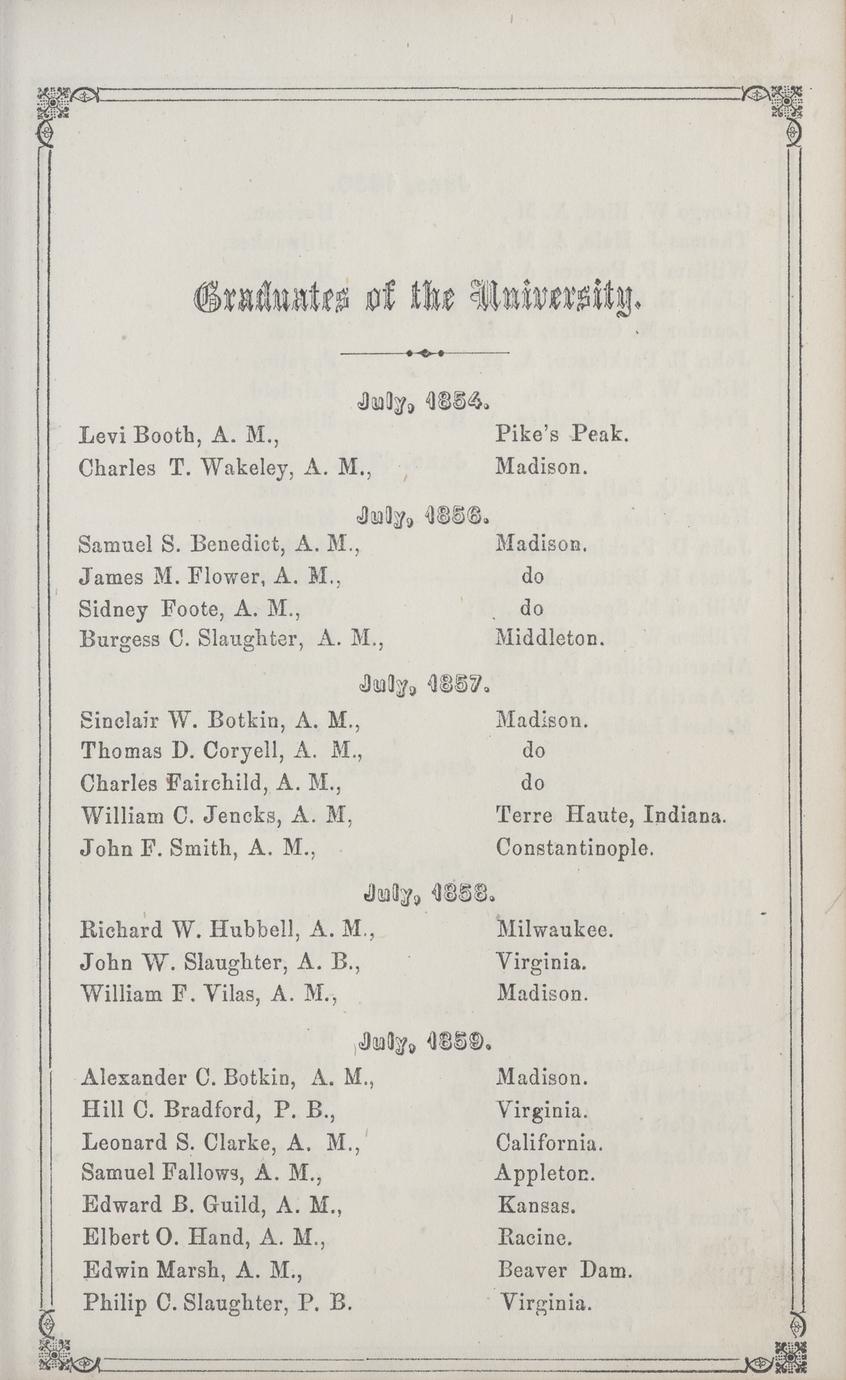 Graduates of the University.
July, 1854.
Levi Booth, A. M., Pike's Peak.
Charles T. Wakeley, A. M., Madison.
July, 1856.
Samuel S. Benedict, A. M., Madison.
James M. Flower, A. M., do
Sidney Foote, A. M., do
Burgess C. Slaughter, A. M., Middleton.
July, 1857.
Sinclair W. Botkin, A. M., Madison.
Thomas D. Coryell, A. M., do
Charles Fairchild, A. M., do
William C. Jencks, A. M, Terre Haute, Indiana.
John F. Smith, A. M., Constantinople.
July, 1858.
Richard W. Hubbell, A. M., Milwaukee.
John W. Slaughter, A. B., Virginia.
William F. Vilas, A. M., Madison.
July, 1859.
Alexander C. Botkin, A. M., Madison.
Hill C. Bradford, P. B., Virginia.
Leonard S. Clarke, A. M., California.
Samuel Fallows, A. M., Appleton.
Edward B. Guild, A. M., Kansas.
Elbert O. Hand, A. M., Racine.
Edwin Marsh, A. M., Beaver Dam.
Philip C. Slaughter, P. B. Virginia.